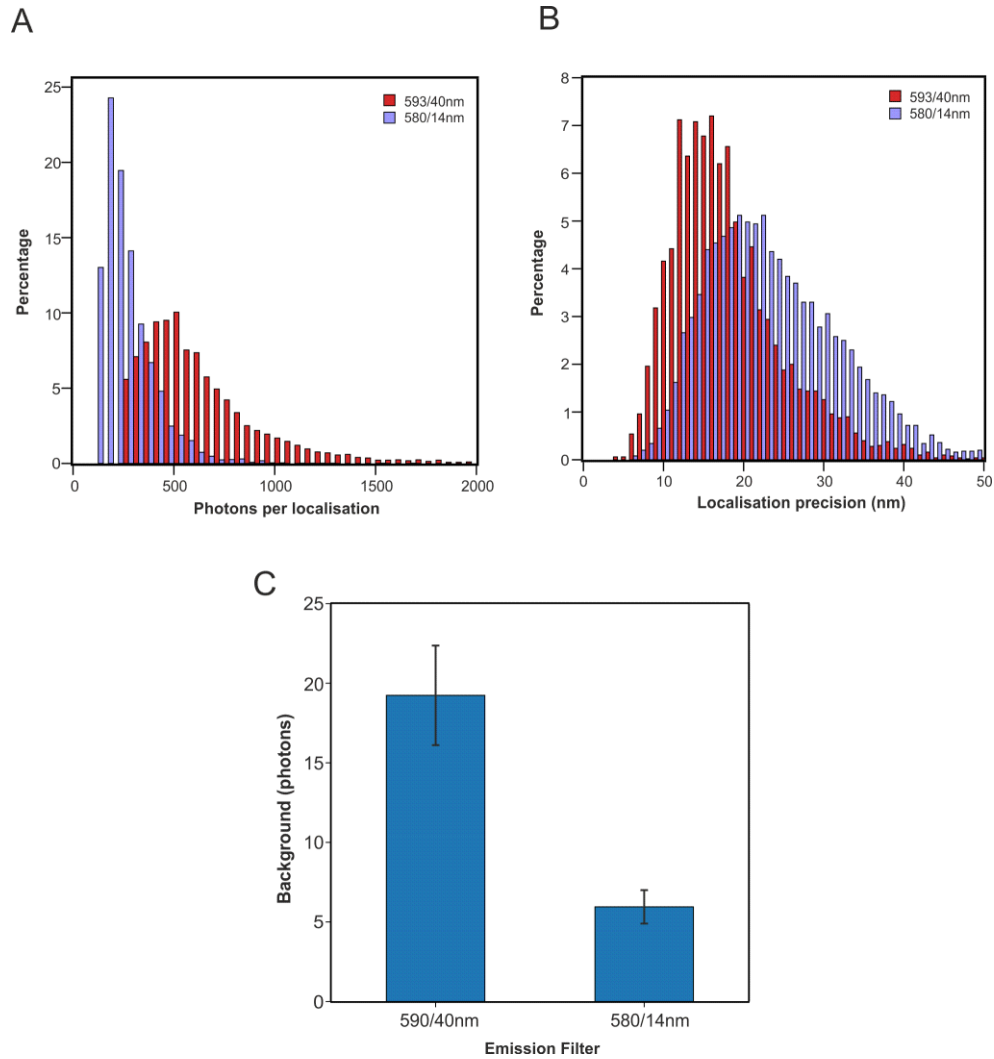 A
25
20
15
10
5
0
Percentage
593/40nm
580/14nm
0 500 1000 1500 2000
Photons per localisation
B
8
7
6
5
4
3
2
1
0
Percentage
593/40nm
580/14nm
0 10 20 30 40 50
Localisation precision (nm)
C
25
20
15
10
5
0
Background (photons)
590/40nm 580/14nm
Emission Filter